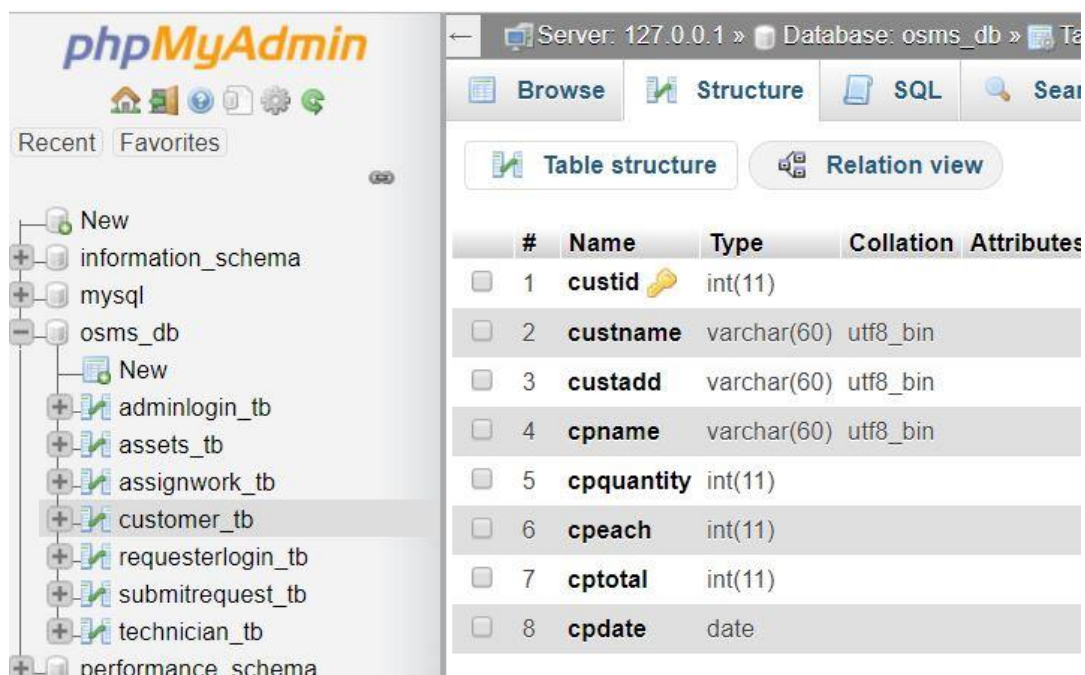 phpMyAdmin
Recent Favorites
New
information_schema
mysql
osms_db
New
adminlogin_tb
assets_tb
assignwork_tb
customer_tb
requesterlogin_tb
submitrequest_tb
technician_tb
performance_schema
← Server: 127.0.0.1 » Database: osms_db » Ta
Browse Structure SQL Sear
Table structure Relation view
# Name Type Collation Attributes
1 custid int(11)
2 custname varchar(60) utf8_bin
3 custadd varchar(60) utf8_bin
4 cpname varchar(60) utf8_bin
5 cpquantity int(11)
6 cpeach int(11)
7 cptotal int(11)
8 cpdate date